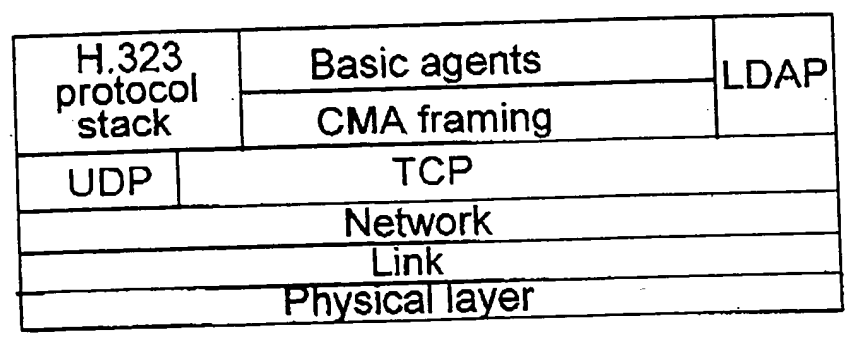 H.323
protocol
stack
Basic agents
CMA framing
LDAP
UDP
TCP
Network
Link
Physical layer